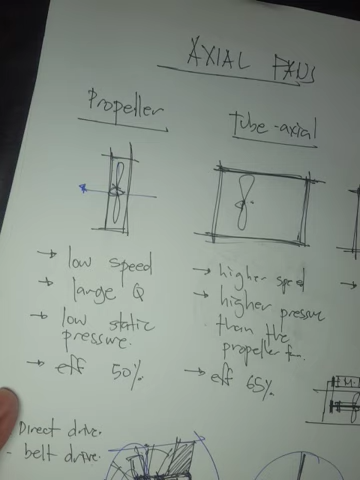 AXIAL FANS
Propeller
→ low speed
→ large Q
→ low static
pressure.
→ eff 50%.
Tube-axial
→ higher speed
→ higher pressure
than the
propeller
→ eff 65%.
Direct drive.
- belt drive.